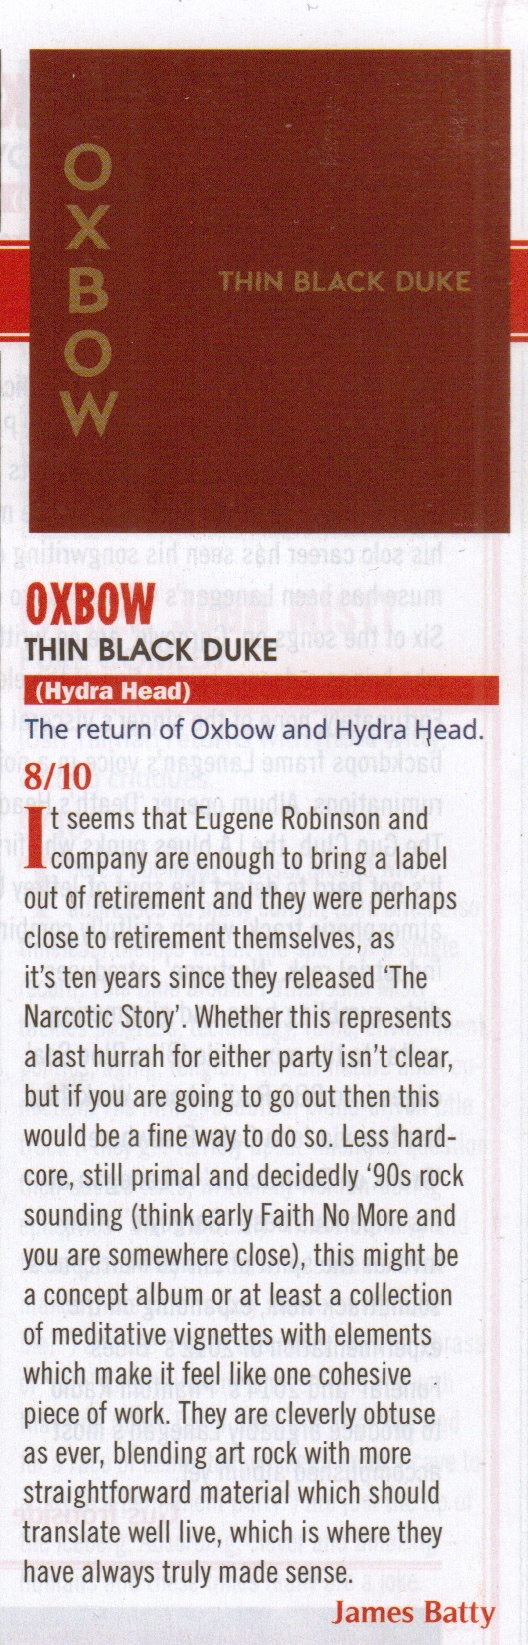 OXBOW
THIN BLACK DUKE
OXBOW
THIN BLACK DUKE
(Hydra Head)
The return of Oxbow and Hydra Head.
8/10
It seems that Eugene Robinson and
company are enough to bring a label
out of retirement and they were perhaps
close to retirement themselves, as
it’s ten years since they released ‘The
Narcotic Story’. Whether this represents
a last hurrah for either party isn’t clear,
but if you are going to go out then this
would be a fine way to do so. Less hard-
core, still primal and decidedly ‘90s rock
sounding (think early Faith No More and
you are somewhere close), this might be
a concept album or at least a collection
of meditative vignettes with elements
which make it feel like one cohesive
piece of work. They are cleverly obtuse
as ever, blending art rock with more
straightforward material which should
translate well live, which is where they
have always truly made sense.
James Batty